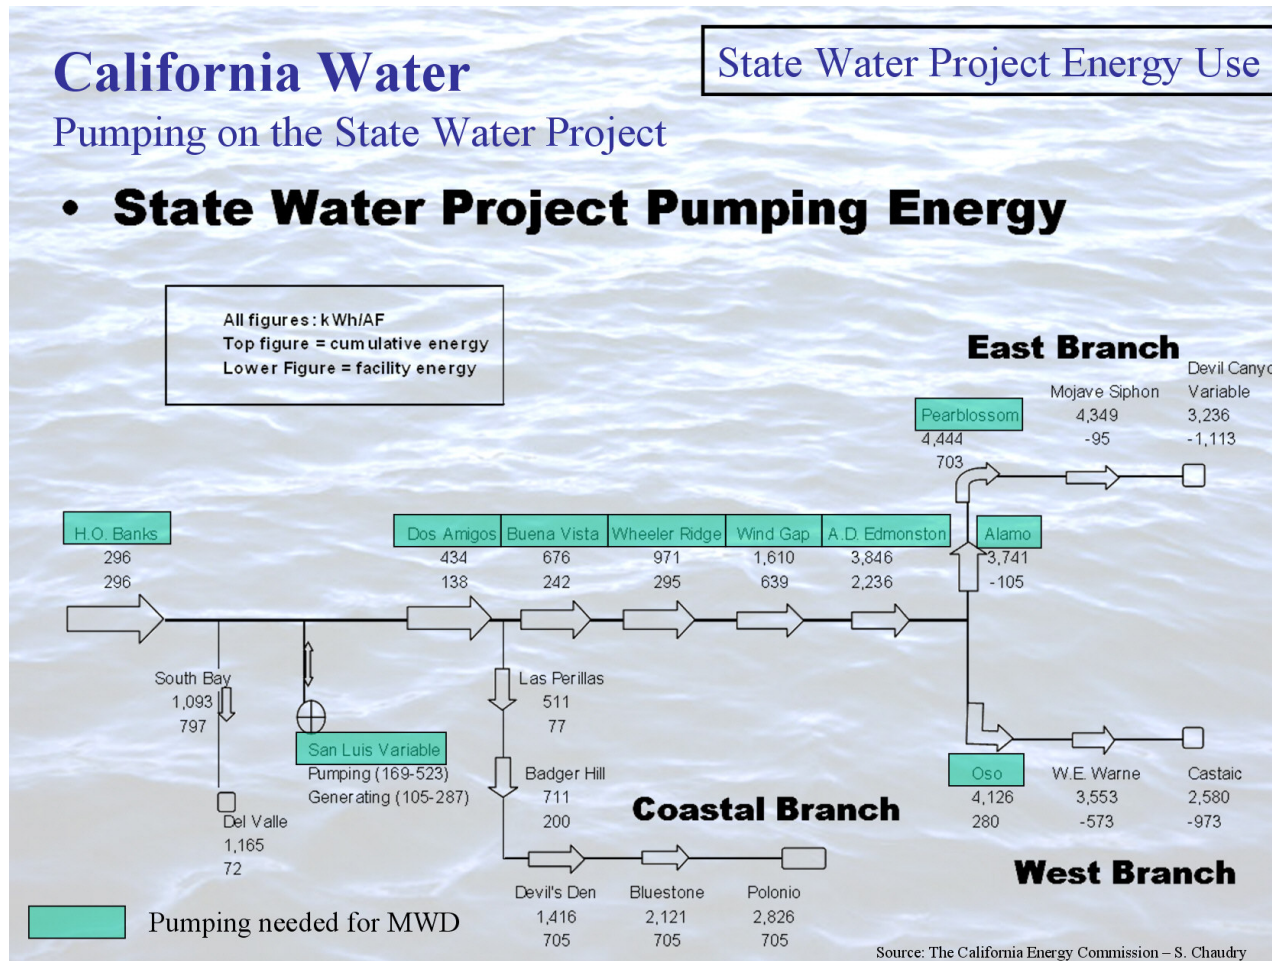 California Water
State Water Project Energy Use
Pumping on the State Water Project
• State Water Project Pumping Energy
All figures: kWh/AF
Top figure = cumulative energy
Lower Figure = facility energy
East Branch
Pearblossom
4,444
703
Mojave Siphon
4,349
-95
Devil Canyo
Variable
3,236
-1,113
H.O. Banks
296
296
Dos Amigos
434
138
Buena Vista
676
242
Wheeler Ridge
971
295
Wind Gap
1,610
639
A.D. Edmonston
3,846
2,236
Alamo
3,741
-105
South Bay
1,093
797
Del Valle
1,165
72
San Luis Variable
Pumping (169-523)
Generating (105-287)
Las Perillas
511
77
Badger Hill
711
200
Coastal Branch
Devil's Den
1,416
705
Bluestone
2,121
705
Polonio
2,826
705
Oso
4,126
280
W.E. Warne
3,553
-573
Castaic
2,580
-973
West Branch
Pumping needed for MWD
Source: The California Energy Commission – S. Chaudry